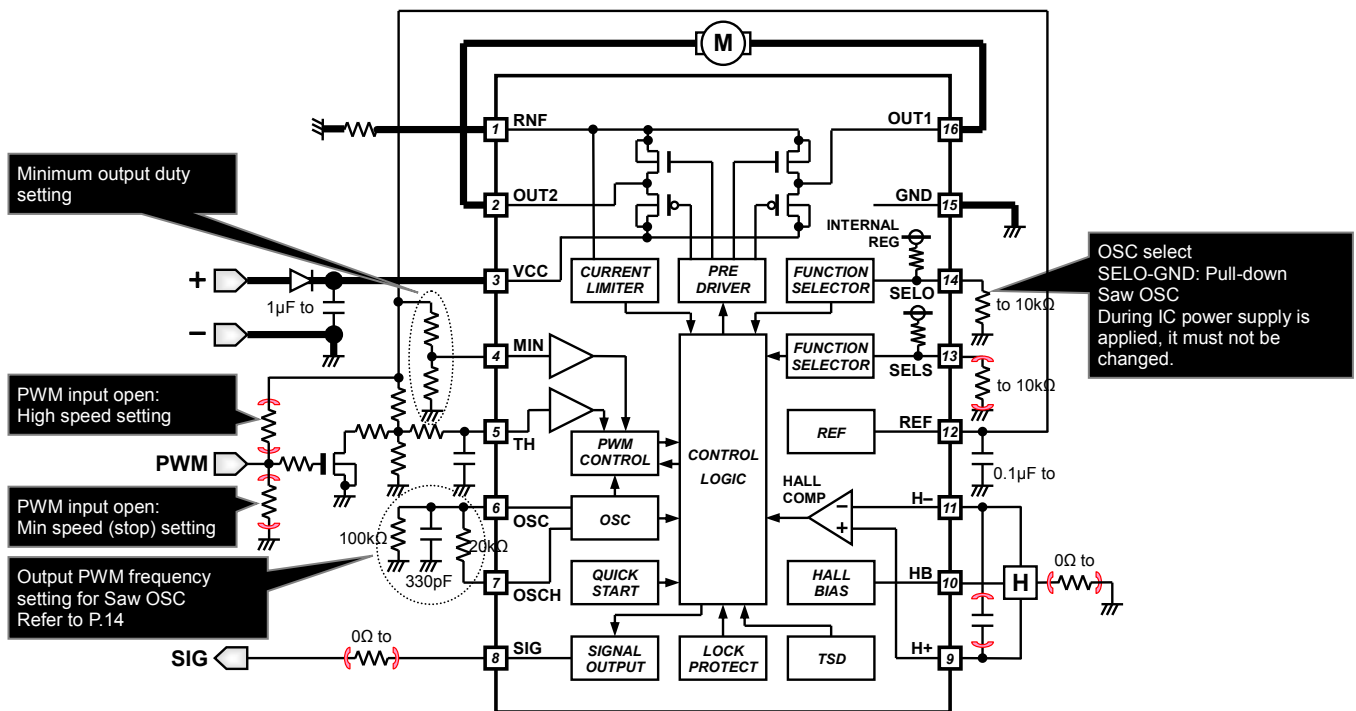 M
1
RNF
OUT1
16
Minimum output duty
setting
2
OUT2
GND
15
INTERNAL
REG
OSC select
SELO-GND: Pull-down
Saw OSC
During IC power supply is
applied, it must not be
changed.
+
1μF to
−
3
VCC
CURRENT
LIMITER
PRE
DRIVER
FUNCTION
SELECTOR
SELO
14
to 10kΩ
4
MIN
FUNCTION
SELECTOR
SELS
13
to 10kΩ
PWM input open:
High speed setting
5
TH
PWM
CONTROL
CONTROL
LOGIC
REF
REF
12
0.1μF to
PWM
PWM input open:
Min speed (stop) setting
6
OSC
OSC
HALL
COMP
−
+
H−
11
100kΩ
330pF
20kΩ
7
OSCH
QUICK
START
HALL
BIAS
HB
10
H
0Ω to
Output PWM frequency
setting for Saw OSC
Refer to P.14
SIG
0Ω to
8
SIG
SIGNAL
OUTPUT
LOCK
PROTECT
TSD
H+
9